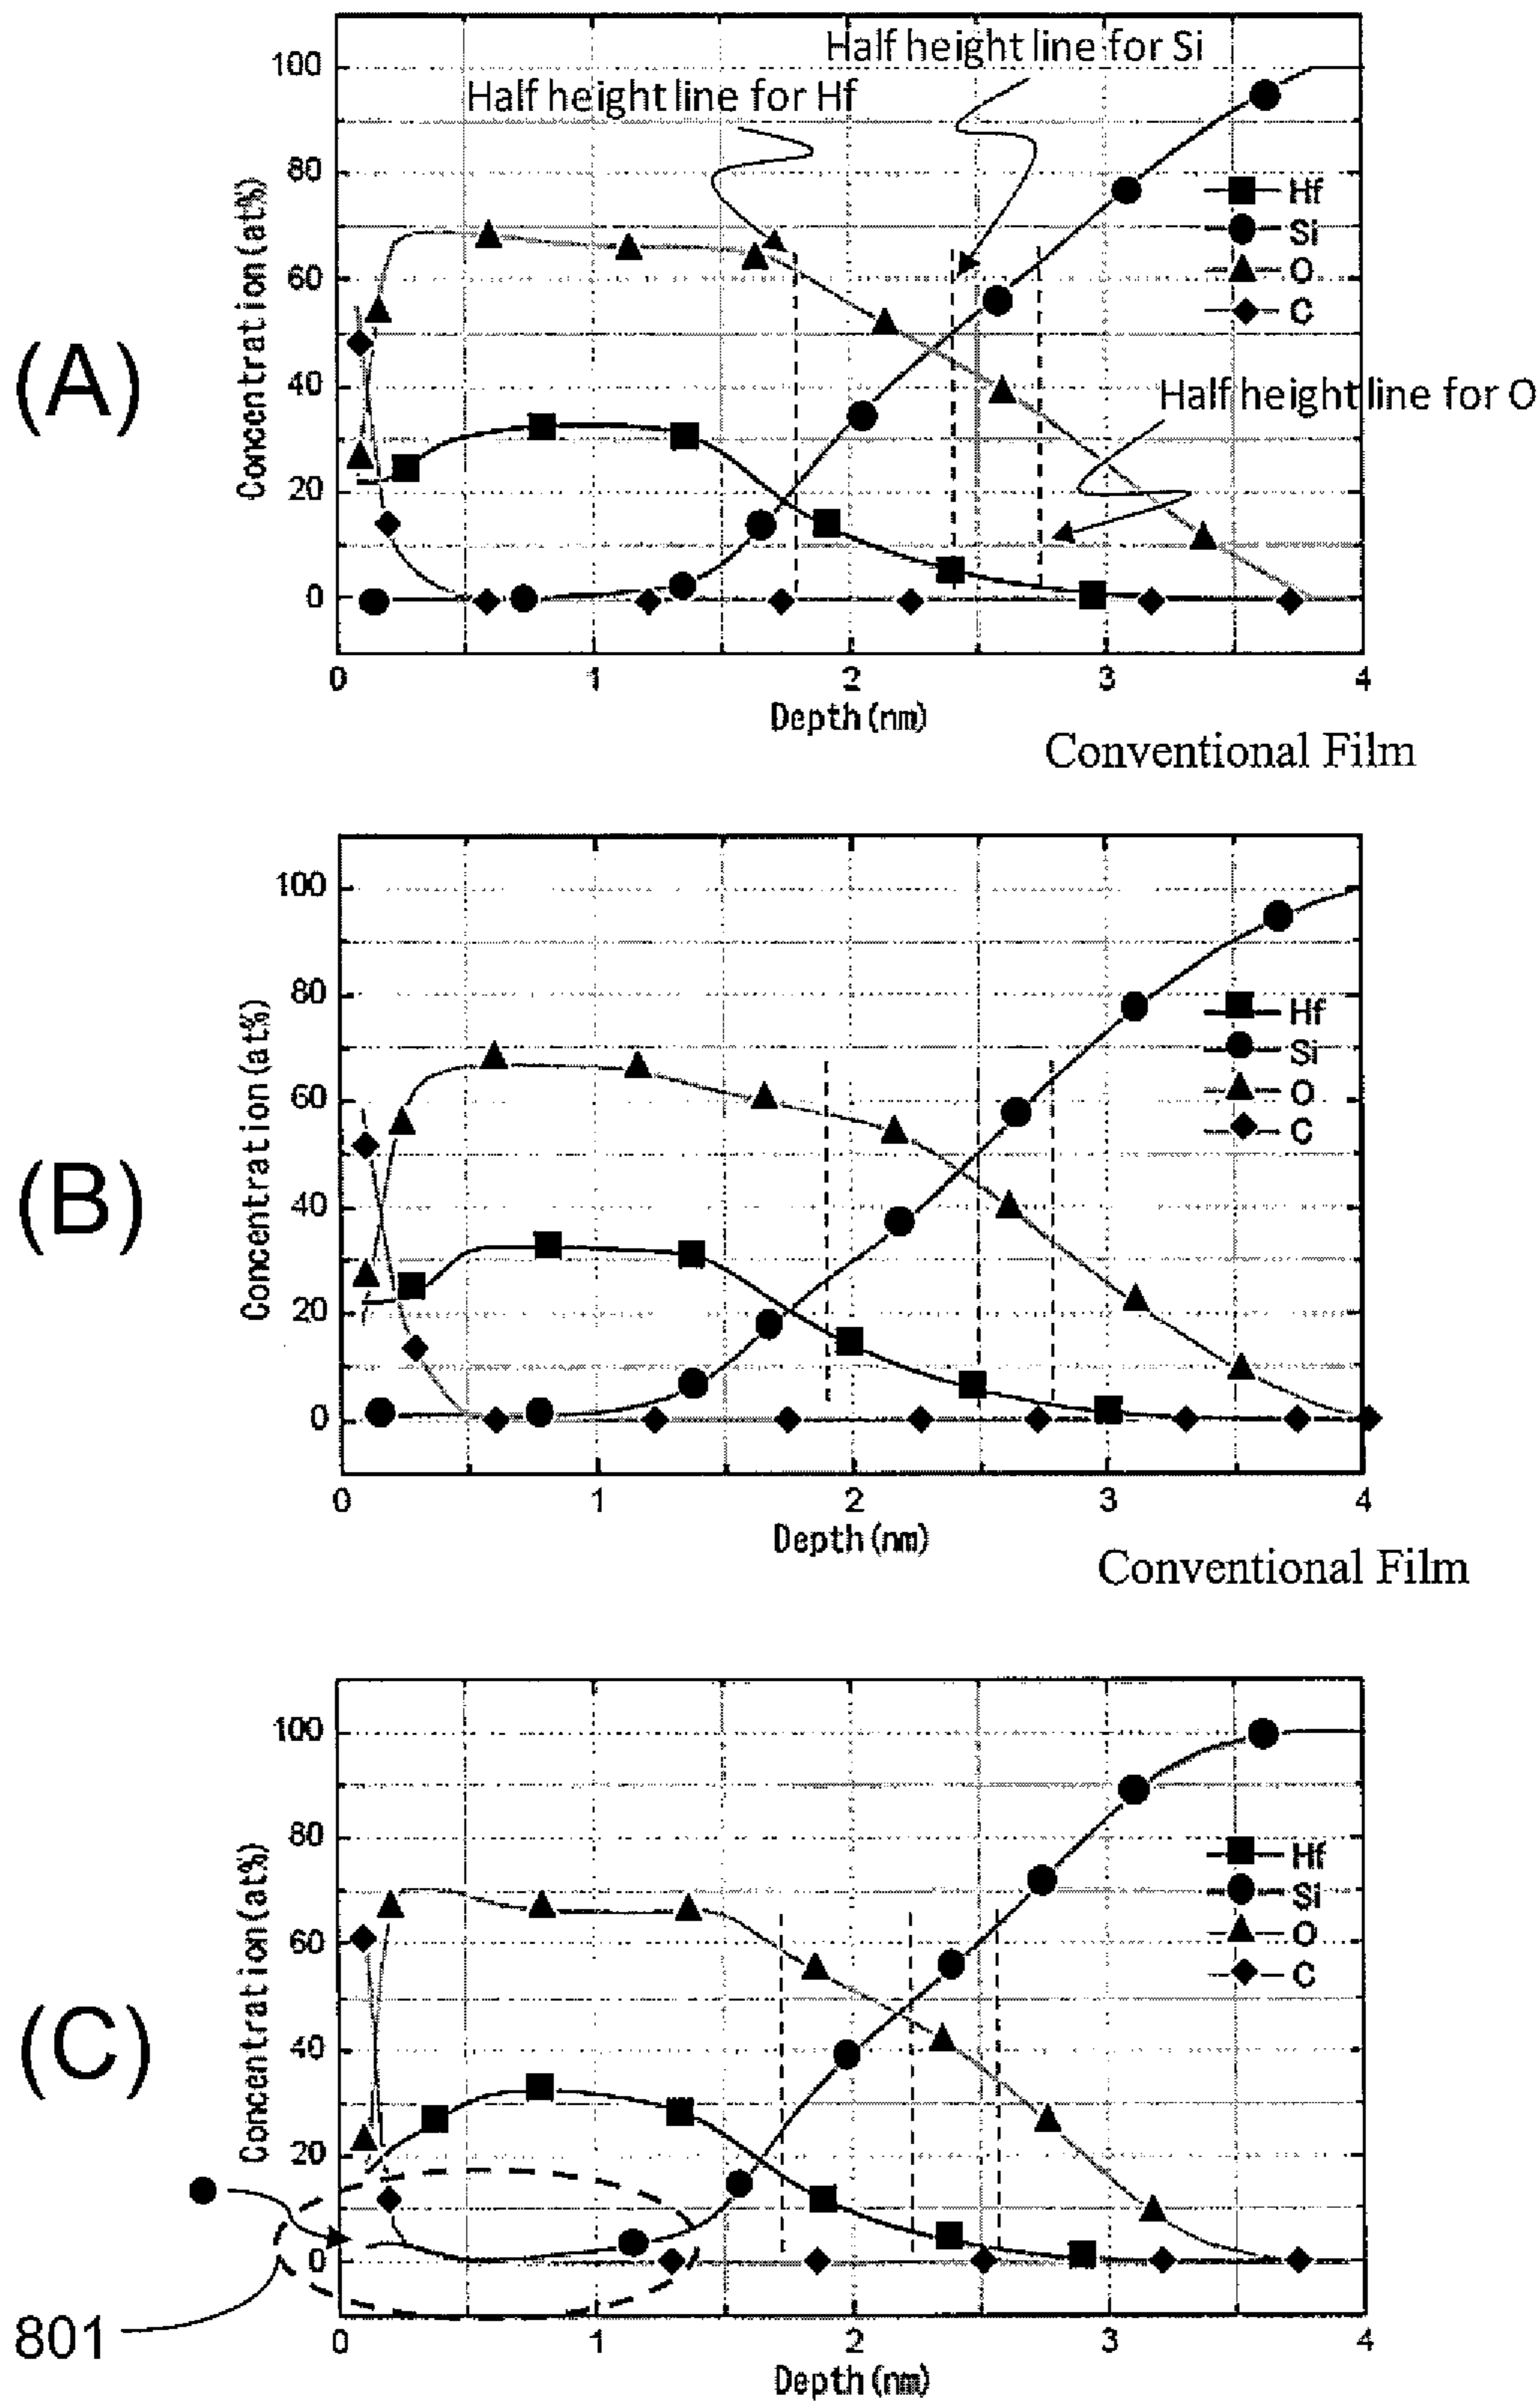 (A)
Concentration(at%)
100
80
60
40
20
0
Half height line for Si
Half height line for Hf
Hf
Si
O
C
Half height line for O
0 1 2 3 4
Depth(nm)
Conventional Film
(B)
Concentration(at%)
100
80
60
40
20
0
Hf
Si
O
C
0 1 2 3 4
Depth(nm)
Conventional Film
(C)
Concentration(at%)
100
80
60
40
20
0
Hf
Si
O
C
801
0 1 2 3 4
Depth(nm)